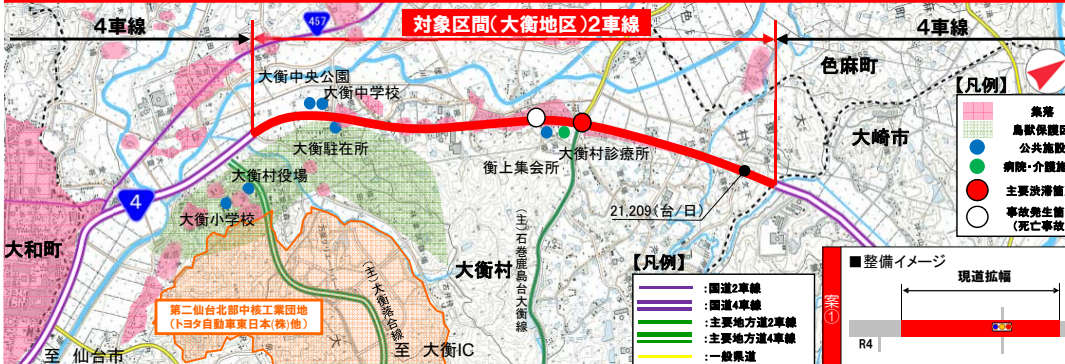 4車線
457
対象区間(大衡地区)2車線
4車線
色麻町
大崎市
大衡中央公園
大衡中学校
大衡駐在所
大衡村役場
大衡小学校
衡上集会所
大衡村診療所
21,209(台/日)
4
大和町
大衡村
(主)石巻鹿島台大衡線
(主)大衡落合線
第二仙台北部中核工業団地
(トヨタ自動車東日本(株)他)
至 仙台市
至 大衡IC
【凡例】
集落
鳥獣保護区
公共施設
病院・介護施
主要渋滞箇
事故発生箇
(死亡事故
【凡例】
:国道2車線
:国道4車線
:主要地方道2車線
:主要地方道4車線
:一般県道
案①
■整備イメージ
現道拡幅
R4